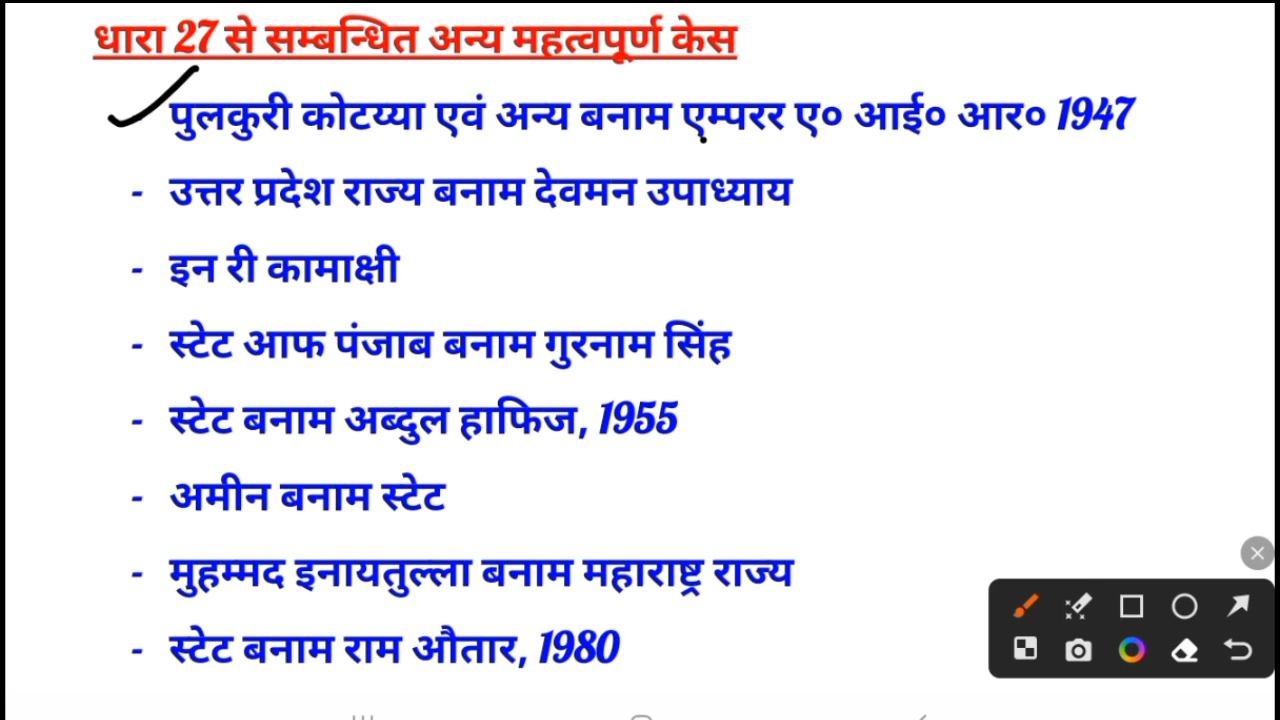 धारा 27 से सम्बन्धित अन्य महत्वपूर्ण केस
पुलकुरी कोटय्या एवं अन्य बनाम एम्परर ए० आई० आर० 1947
- उत्तर प्रदेश राज्य बनाम देवमन उपाध्याय
- इन री कामाक्षी
- स्टेट आफ पंजाब बनाम गुरनाम सिंह
- स्टेट बनाम अब्दुल हाफिज, 1955
- अमीन बनाम स्टेट
- मुहम्मद इनायतुल्ला बनाम महाराष्ट्र राज्य
- स्टेट बनाम राम औतार, 1980